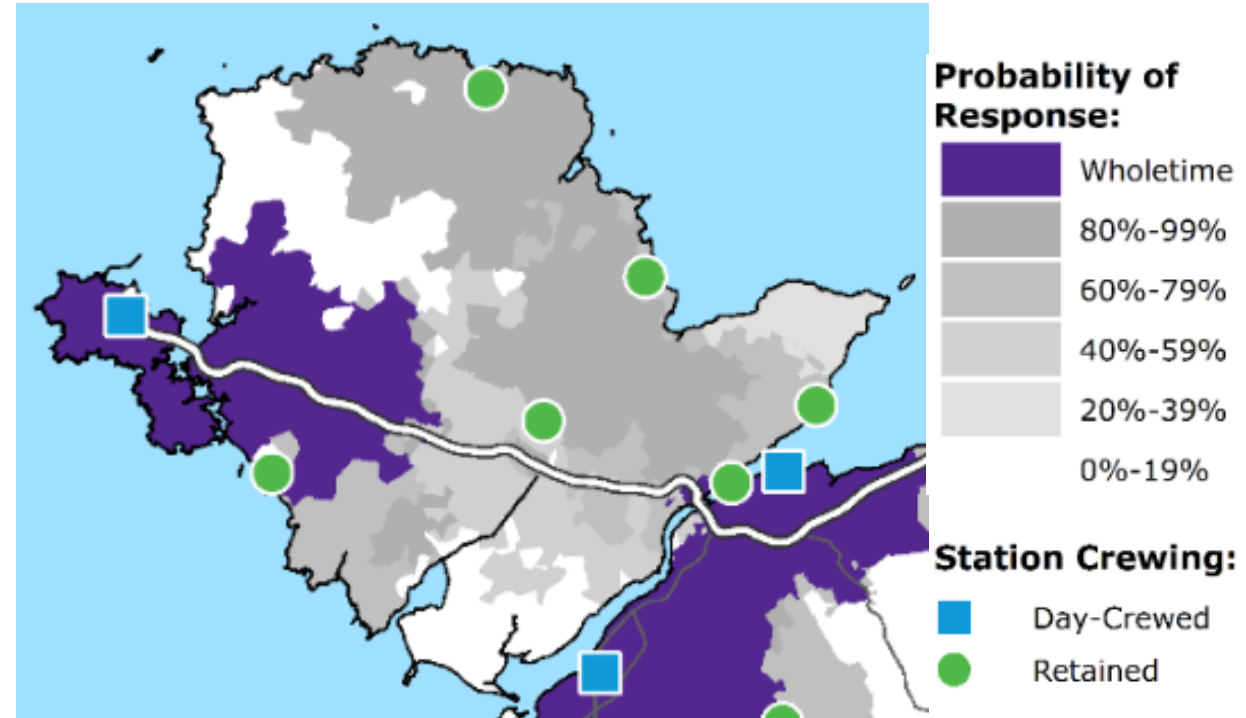 Probability of
Response:
Wholetime
80%-99%
60%-79%
40%-59%
20%-39%
0%-19%
Station Crewing:
Day-Crewed
Retained